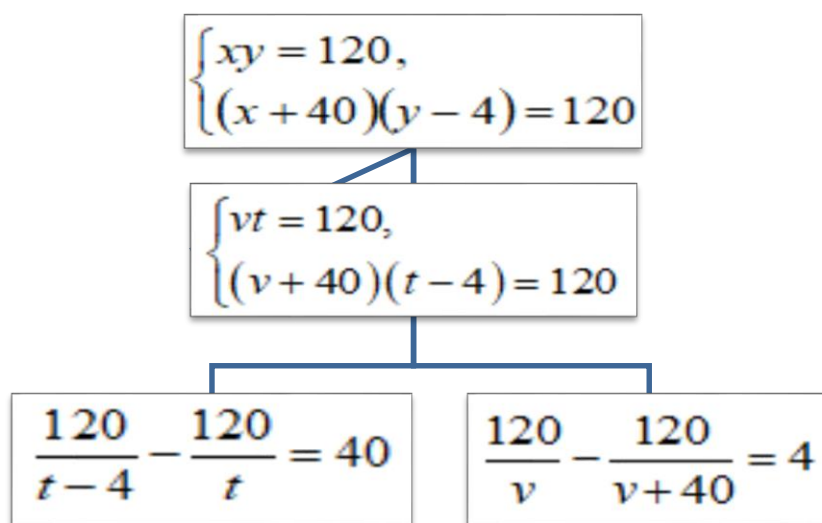 xy = 120,
(x + 40)(y − 4) = 120
vt = 120,
(v + 40)(t − 4) = 120
120/(t − 4) − 120/t = 40
120/v − 120/(v + 40) = 4